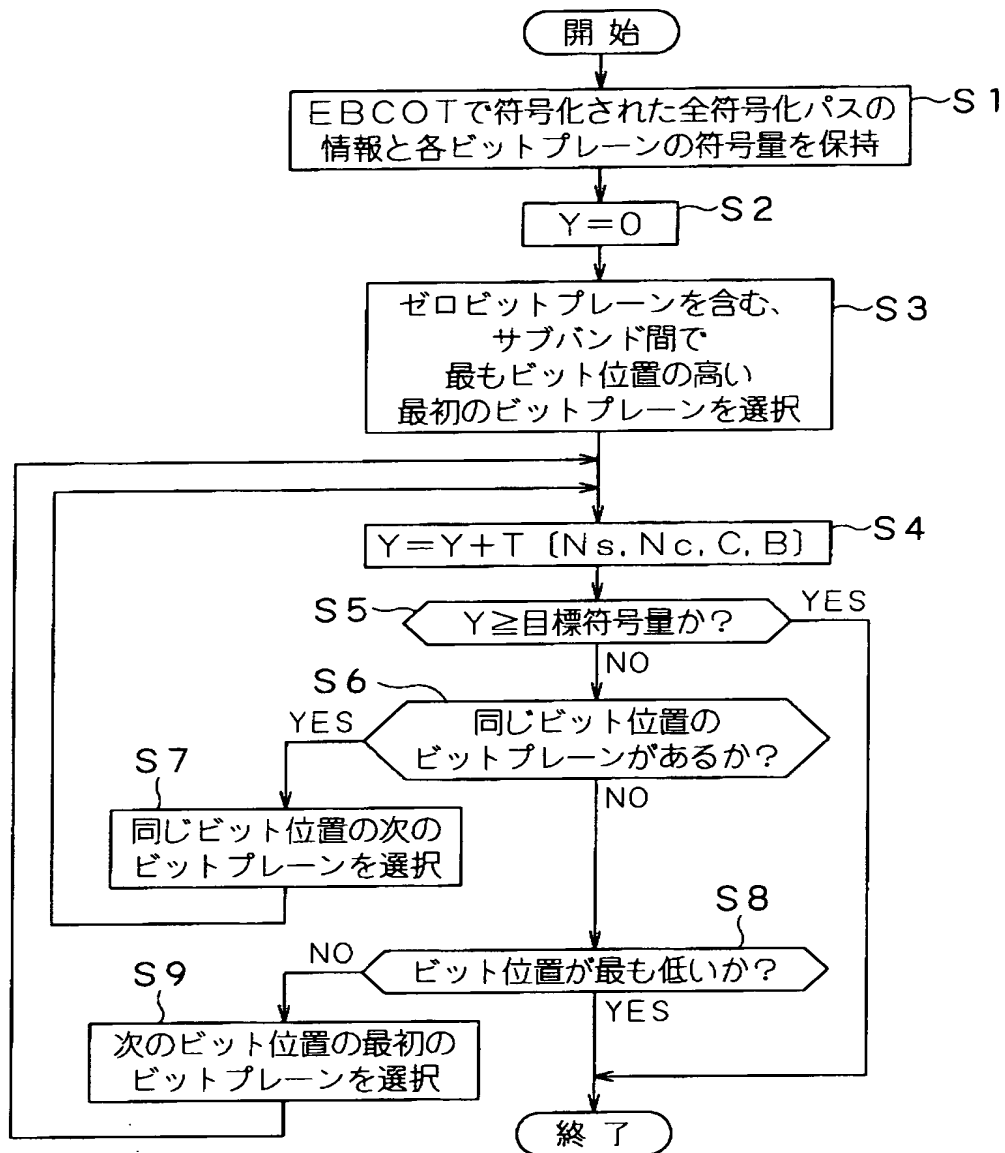 開 始
EBCOTで符号化された全符号化パスの
情報と各ビットプレーンの符号量を保持
S1
Y=0
S2
ゼロビットプレーンを含む、
サブバンド間で
最もビット位置の高い
最初のビットプレーンを選択
S3
Y=Y+T〔Ns,Nc,C,B〕
S4
S5
Y≧目標符号量か?
YES
NO
S6
同じビット位置の
ビットプレーンがあるか?
YES
NO
S7
同じビット位置の次の
ビットプレーンを選択
S8
ビット位置が最も低いか?
NO
YES
S9
次のビット位置の最初の
ビットプレーンを選択
終 了